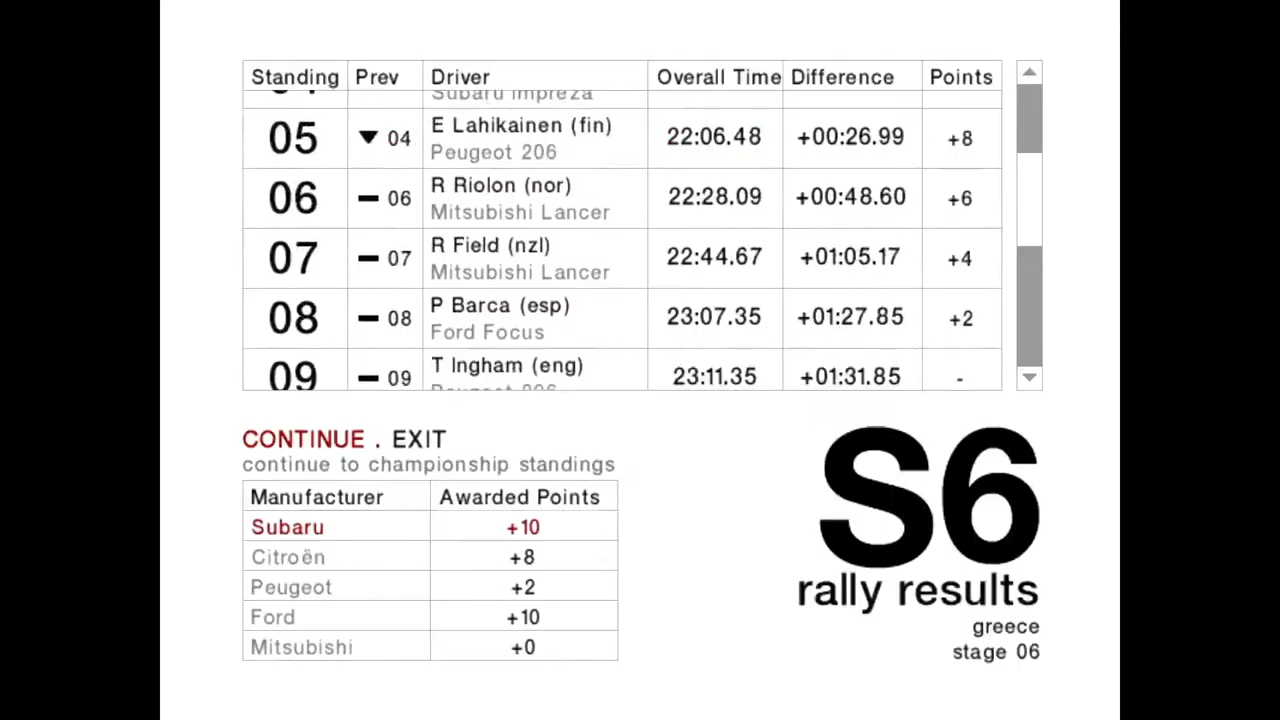 Standing Prev Driver Overall Time Difference Points
Subaru Impreza
05 04 E Lahikainen (fin) 22:06.48 +00:26.99 +8
Peugeot 206
06 06 R Riolon (nor) 22:28.09 +00:48.60 +6
Mitsubishi Lancer
07 07 R Field (nzl) 22:44.67 +01:05.17 +4
Mitsubishi Lancer
08 08 P Barca (esp) 23:07.35 +01:27.85 +2
Ford Focus
09 09 T Ingham (eng) 23:11.35 +01:31.85 -
Peugeot 206
CONTINUE . EXIT
continue to championship standings
Manufacturer Awarded Points
Subaru +10
Citroën +8
Peugeot +2
Ford +10
Mitsubishi +0
S6
rally results
greece
stage 06